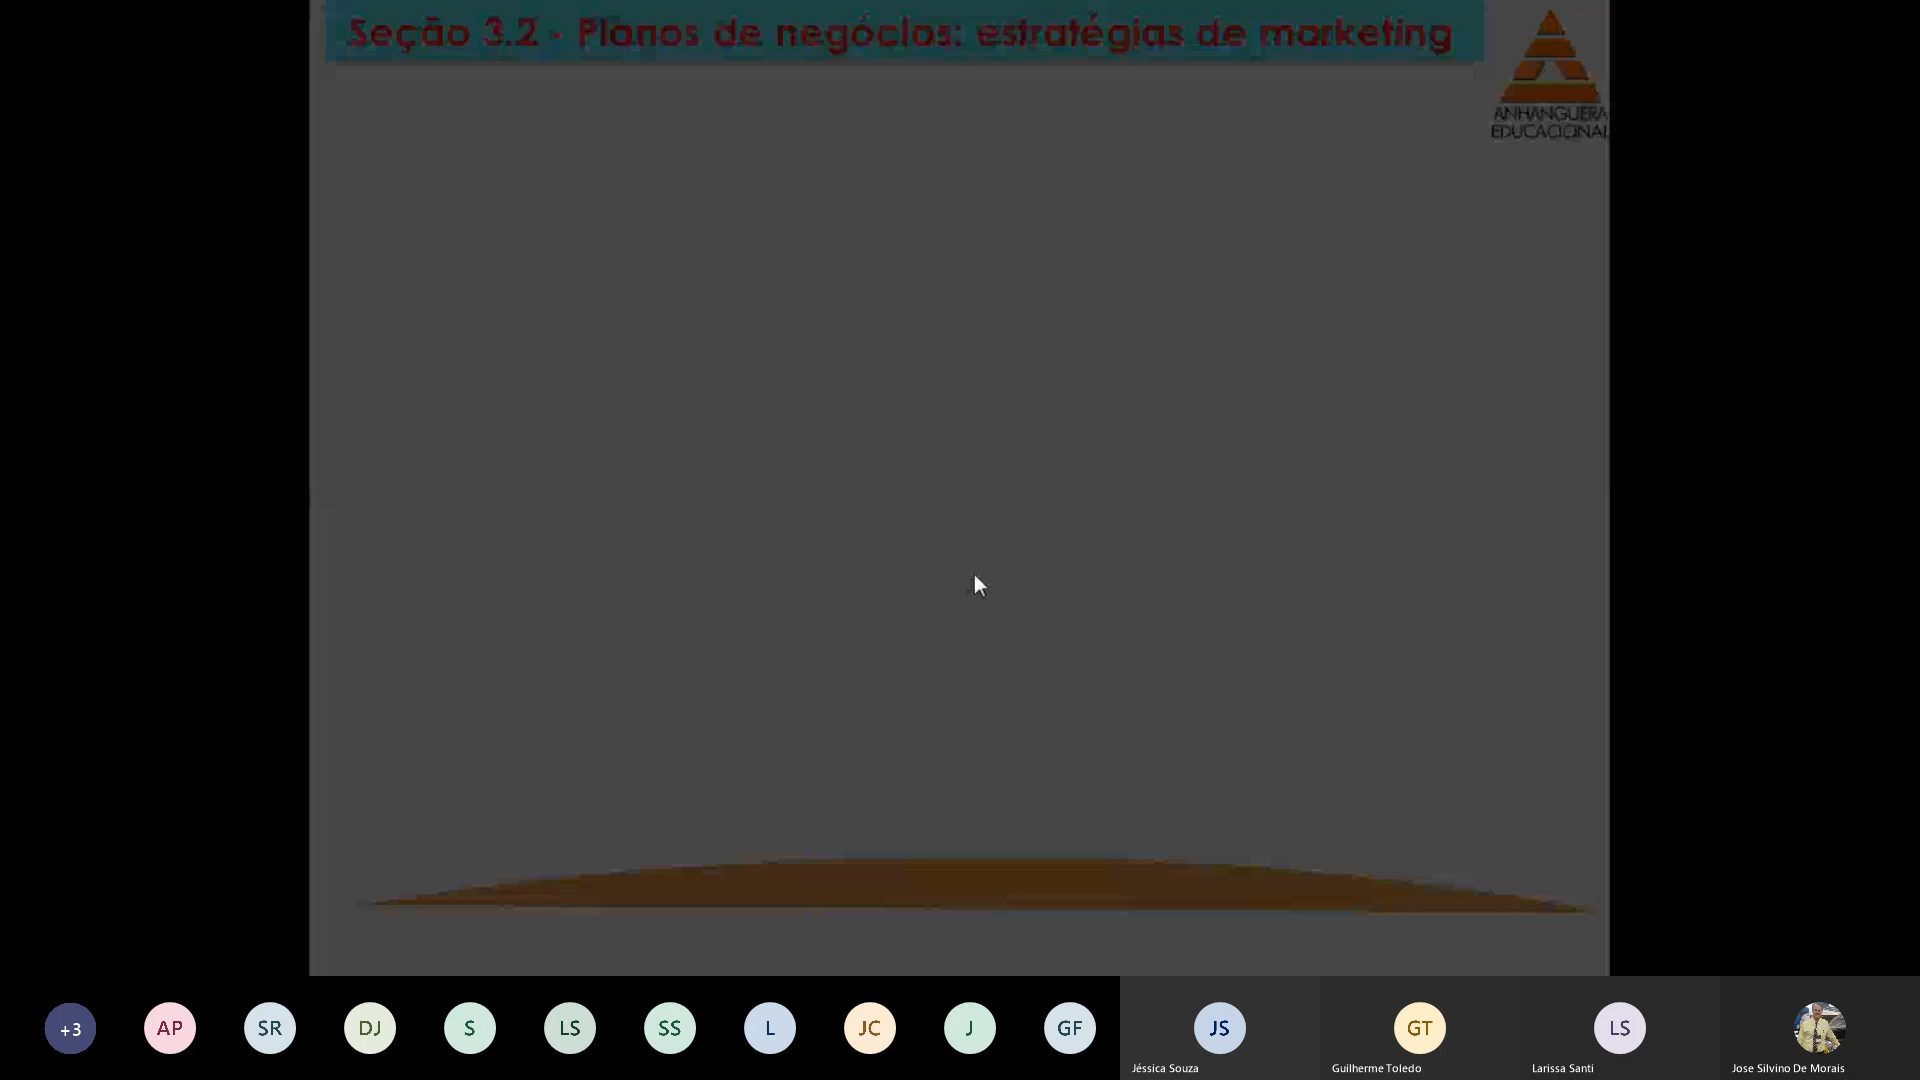 Seção 3.2 - Planos de negócios: estratégias de marketing
ANHANGUERA
EDUCACIONAL
+3
AP
SR
DJ
S
LS
SS
L
JC
J
GF
JS
GT
LS
Jéssica Souza
Guilherme Toledo
Larissa Santi
Jose Silvino De Morais